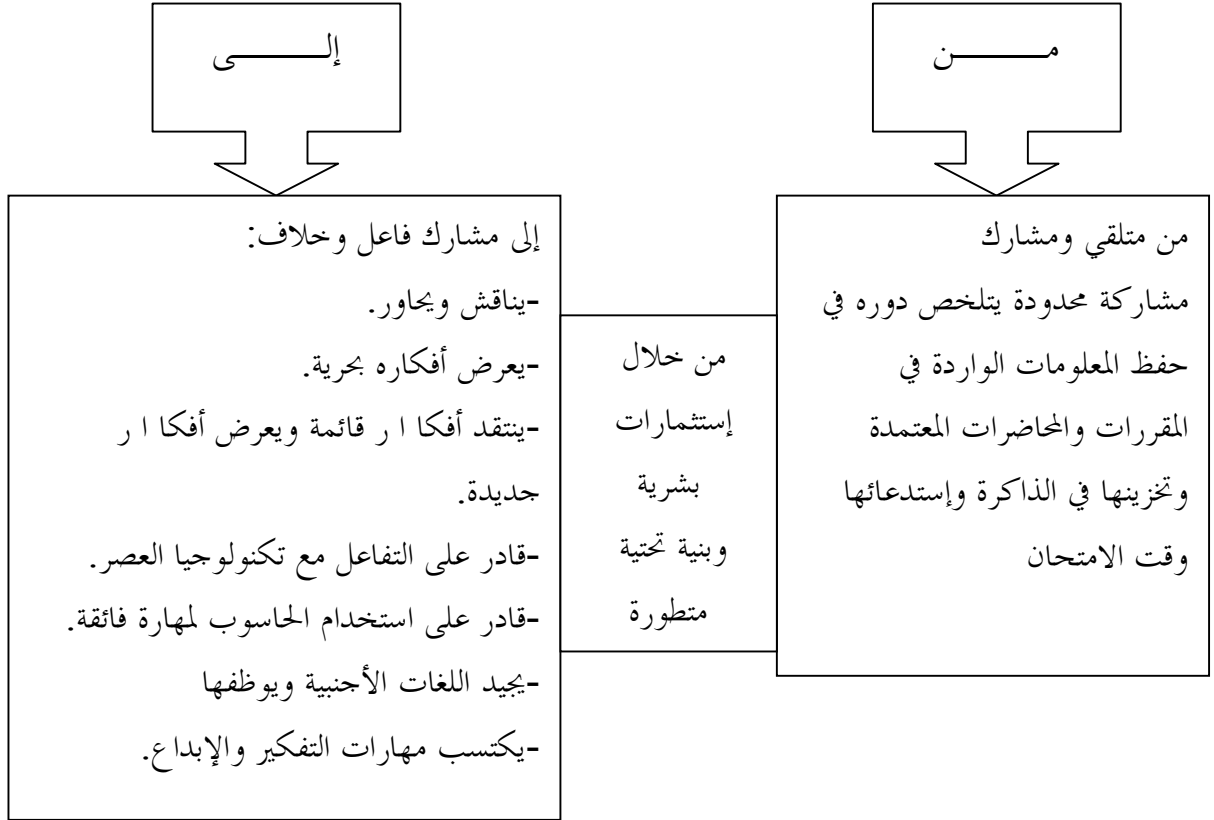 مــــــن
من متلقي ومشارك
مشاركة محدودة يتلخص دوره في
حفظ المعلومات الواردة في
المقررات والمحاضرات المعتمدة
وتخزينها في الذاكرة وإستدعائها
وقت الامتحان
من خلال
إستثمارات
بشرية
وبنية تحتية
متطورة
إلــــــى
إلى مشارك فاعل وخلاف:
-يناقش ويحاور.
-يعرض أفكاره بحرية.
-ينتقد أفكا ا ر قائمة ويعرض أفكا ا ر
جديدة.
-قادر على التفاعل مع تكنولوجيا العصر.
-قادر على استخدام الحاسوب لمهارة فائقة.
-يجيد اللغات الأجنبية ويوظفها
-يكتسب مهارات التفكير والإبداع.